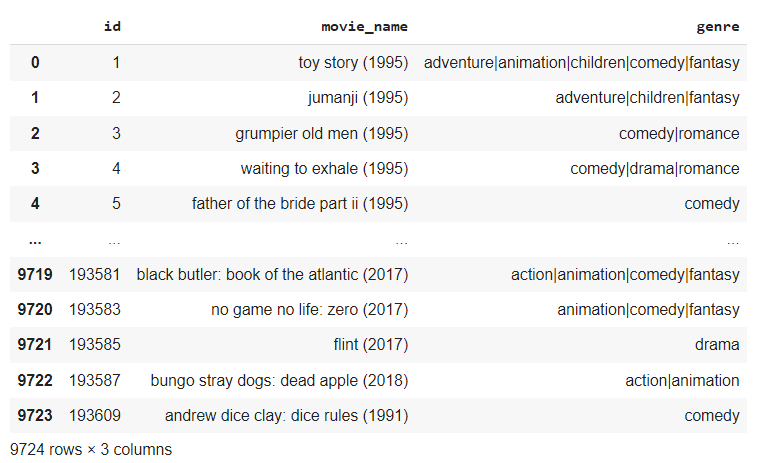 id movie_name genre
0 1 toy story (1995) adventure|animation|children|comedy|fantasy
1 2 jumanji (1995) adventure|children|fantasy
2 3 grumpier old men (1995) comedy|romance
3 4 waiting to exhale (1995) comedy|drama|romance
4 5 father of the bride part ii (1995) comedy
... ... ... ...
9719 193581 black butler: book of the atlantic (2017) action|animation|comedy|fantasy
9720 193583 no game no life: zero (2017) animation|comedy|fantasy
9721 193585 flint (2017) drama
9722 193587 bungo stray dogs: dead apple (2018) action|animation
9723 193609 andrew dice clay: dice rules (1991) comedy
9724 rows × 3 columns